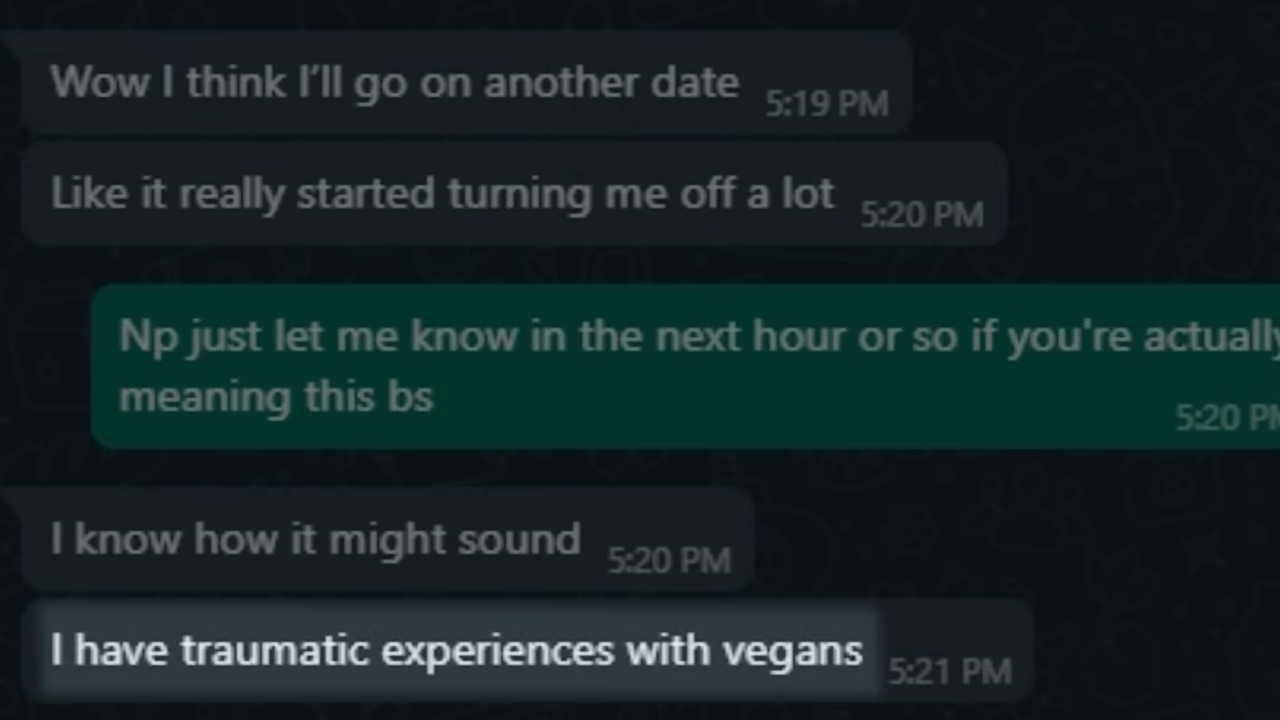 Wow I think I’ll go on another date
5:19 PM
Like it really started turning me off a lot
5:20 PM
Np just let me know in the next hour or so if you're actually
meaning this bs
5:20 PM
I know how it might sound
5:20 PM
I have traumatic experiences with vegans
5:21 PM